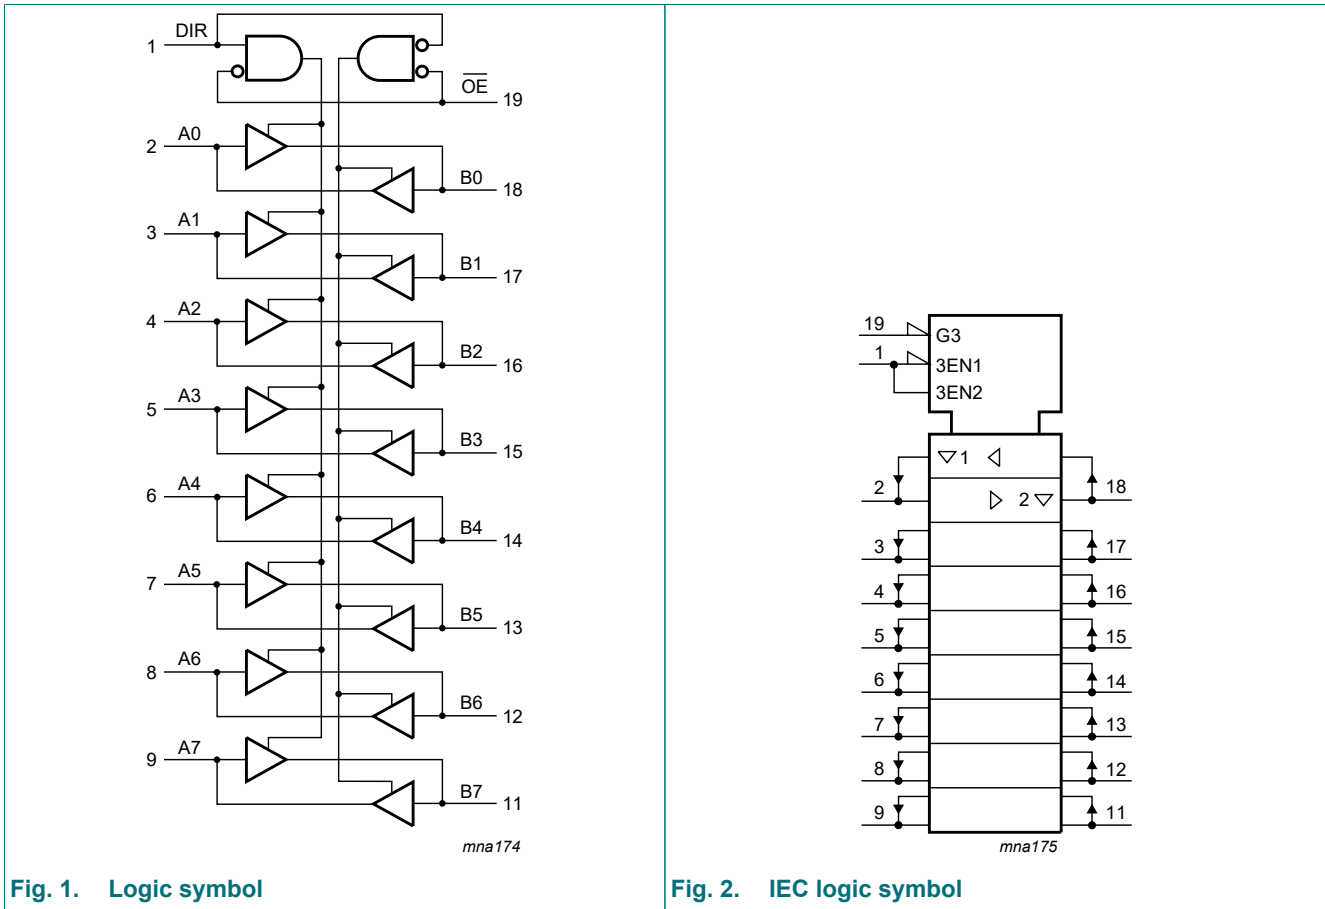 DIR
1
OE
19
A0
2
B0
18
A1
3
B1
17
A2
4
B2
16
A3
5
B3
15
A4
6
B4
14
A5
7
B5
13
A6
8
B6
12
A7
9
B7
11
mna174
Fig. 1. Logic symbol
19
G3
1
3EN1
3EN2
1
2
18
2
3
17
4
16
5
15
6
14
7
13
8
12
9
11
mna175
Fig. 2. IEC logic symbol